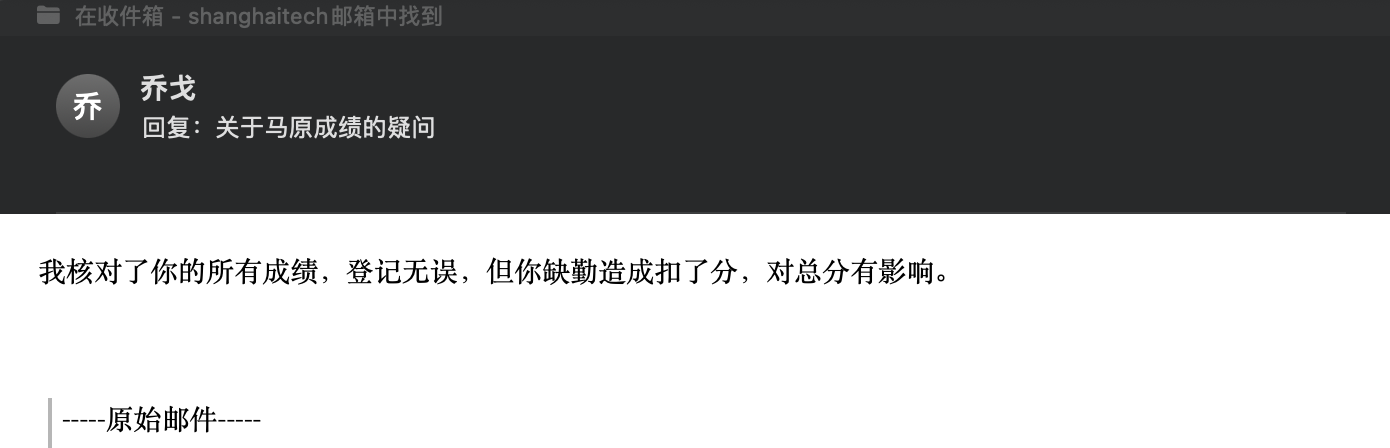 在收件箱 - shanghaitech邮箱中找到
乔
乔戈
回复：关于马原成绩的疑问
我核对了你的所有成绩，登记无误，但你缺勤造成扣了分，对总分有影响。
-----原始邮件-----